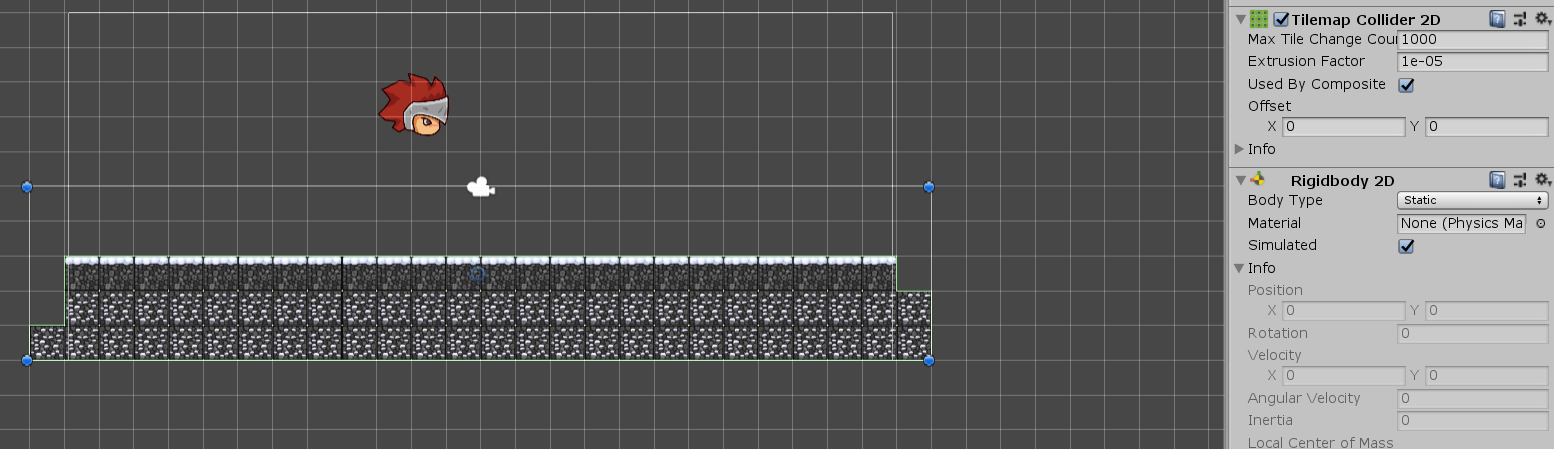 Tilemap Collider 2D
Max Tile Change Cou 1000
Extrusion Factor 1e-05
Used By Composite
Offset
X 0 Y 0
Info
Rigidbody 2D
Body Type Static
Material None (Physics Ma
Simulated
Info
Position
X 0 Y 0
Rotation 0
Velocity
X 0 Y 0
Angular Velocity 0
Inertia 0
Local Center of Mass